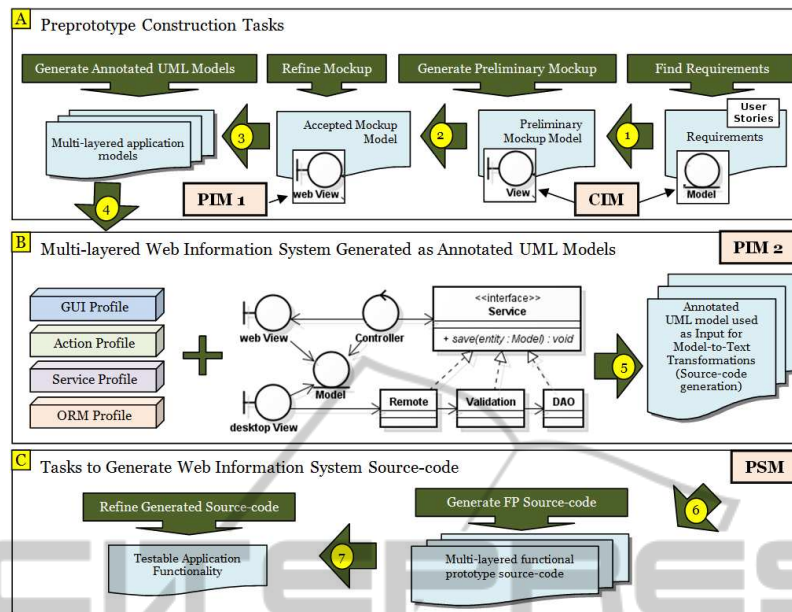 A Preprototype Construction Tasks
Generate Annotated UML Models
Refine Mockup
Generate Preliminary Mockup
Find Requirements
User
Stories
Multi-layered application
models
3
Accepted Mockup
Model
web View
2
Preliminary
Mockup Model
View
1
Requirements
Model
4
PIM 1
CIM
B Multi-layered Web Information System Generated as Annotated UML Models
PIM 2
GUI Profile
Action Profile
Service Profile
ORM Profile
web View
Controller
<<interface>>
Service
+ save(entity : Model) : void
Model
desktop View
Remote
Validation
DAO
5
Annotated
UML model used
as Input for
Model-to-Text
Transformations
(Source-code
generation)
C Tasks to Generate Web Information System Source-code
PSM
Refine Generated Source-code
Generate FP Source-code
6
Testable Application
Functionality
7
Multi-layered functional
prototype source-code
CITEPRES